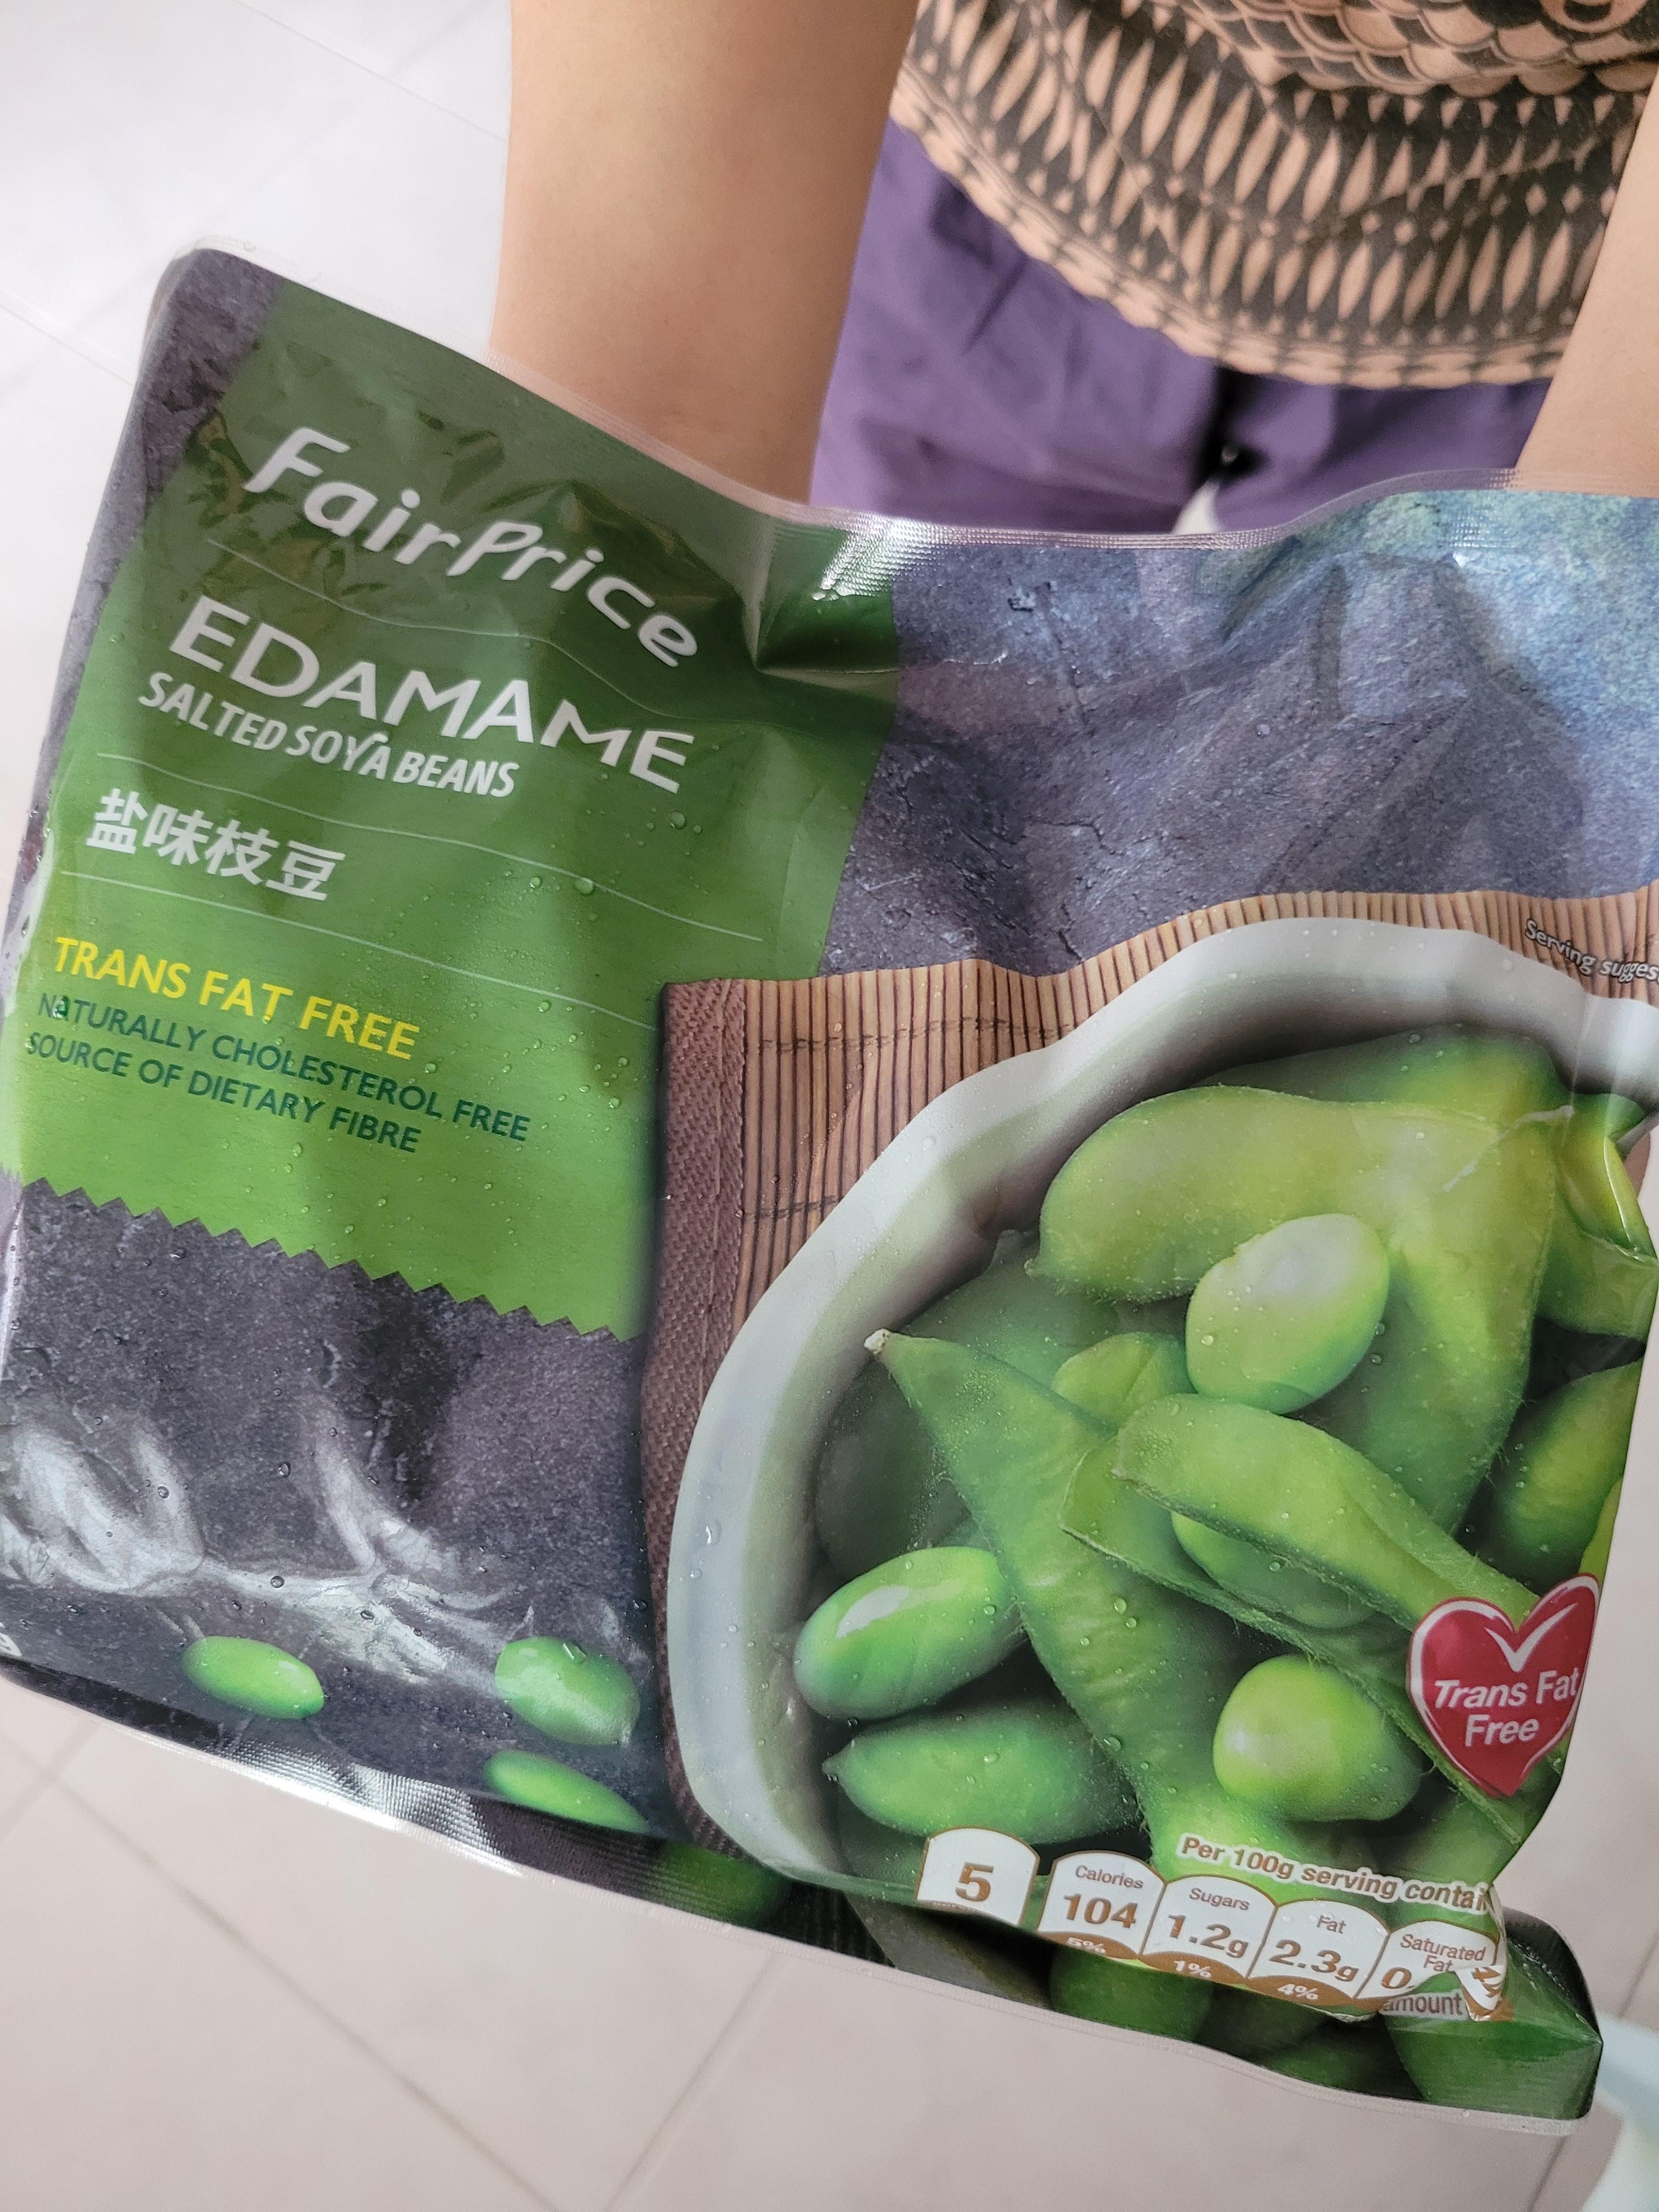 FairPrice
EDAMAME
SALTED SOYA BEANS
盐味枝豆
TRANS FAT FREE
NATURALLY CHOLESTEROL FREE
SOURCE OF DIETARY FIBRE
Serving
Trans Fat
Free
Per 100g serving
5
Calories
104
5%
Sugars
1.2g
1%
Fat
2.3g
4%
Saturated
Fat
0.
amount